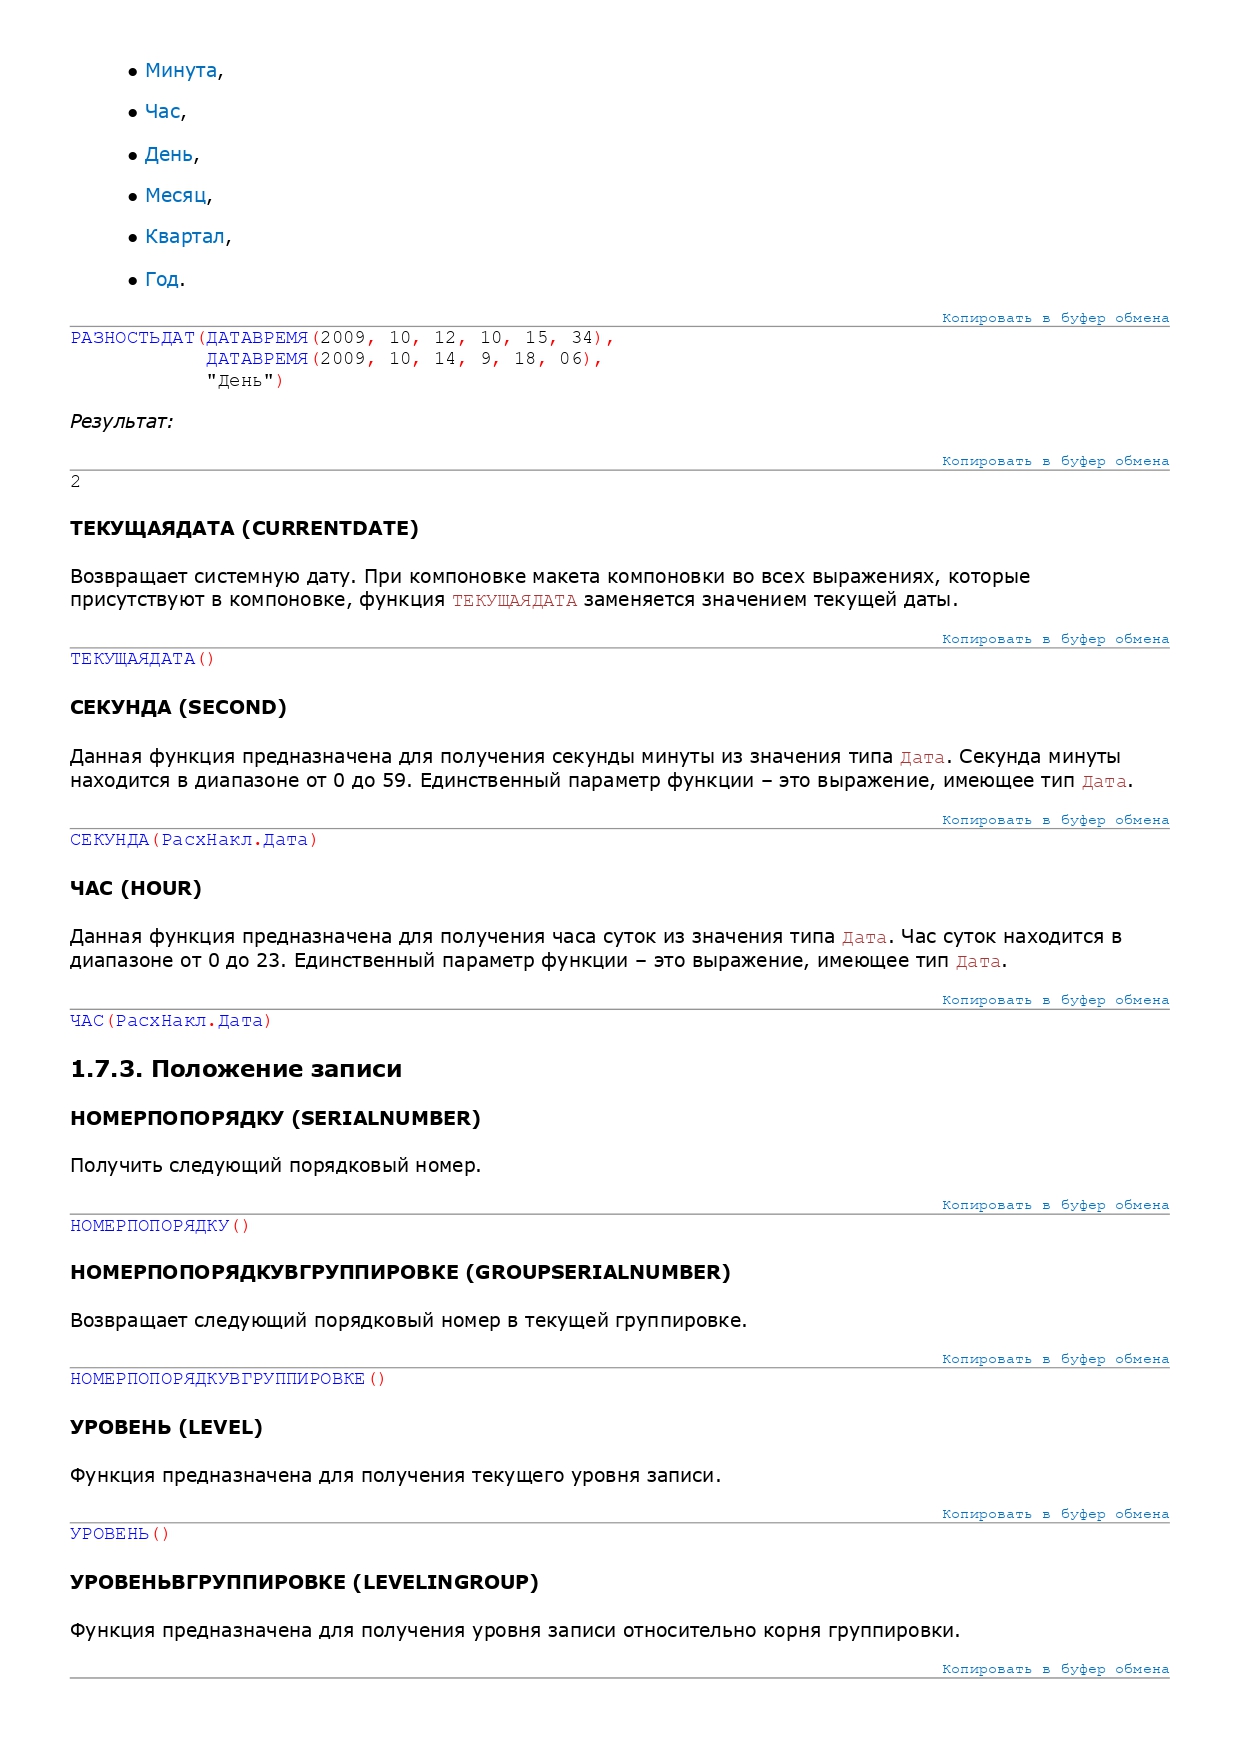 ● Минута,
● Час,
● День,
● Месяц,
● Квартал,
● Год.
Копировать в буфер обмена
РАЗНОСТЬДАТ(ДАТАВРЕМЯ(2009, 10, 12, 10, 15, 34),
ДАТАВРЕМЯ(2009, 10, 14, 9, 18, 06),
"День")
Результат:
Копировать в буфер обмена
2
ТЕКУЩАЯДАТА (CURRENTDATE)
Возвращает системную дату. При компоновке макета компоновки во всех выражениях, которые
присутствуют в компоновке, функция ТЕКУЩАЯДАТА заменяется значением текущей даты.
Копировать в буфер обмена
ТЕКУЩАЯДАТА()
СЕКУНДА (SECOND)
Данная функция предназначена для получения секунды минуты из значения типа Дата. Секунда минуты
находится в диапазоне от 0 до 59. Единственный параметр функции – это выражение, имеющее тип Дата.
Копировать в буфер обмена
СЕКУНДА(РасхНакл.Дата)
ЧАС (HOUR)
Данная функция предназначена для получения часа суток из значения типа Дата. Час суток находится в
диапазоне от 0 до 23. Единственный параметр функции – это выражение, имеющее тип Дата.
Копировать в буфер обмена
ЧАС(РасхНакл.Дата)
1.7.3. Положение записи
НОМЕРПОПОРЯДКУ (SERIALNUMBER)
Получить следующий порядковый номер.
Копировать в буфер обмена
НОМЕРПОПОРЯДКУ()
НОМЕРПОПОРЯДКУВГРУППИРОВКЕ (GROUPSERIALNUMBER)
Возвращает следующий порядковый номер в текущей группировке.
Копировать в буфер обмена
НОМЕРПОПОРЯДКУВГРУППИРОВКЕ()
УРОВЕНЬ (LEVEL)
Функция предназначена для получения текущего уровня записи.
Копировать в буфер обмена
УРОВЕНЬ()
УРОВЕНЬВГРУППИРОВКЕ (LEVELINGROUP)
Функция предназначена для получения уровня записи относительно корня группировки.
Копировать в буфер обмена